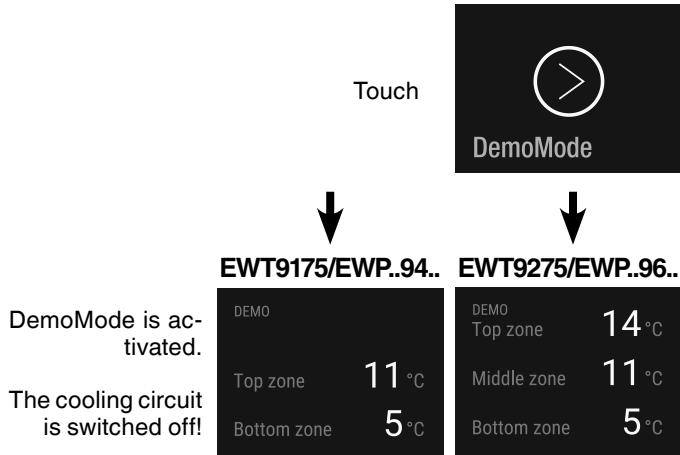 Touch
DemoMode
EWT9175/EWP..94..
EWT9275/EWP..96..
DemoMode is ac-
tivated.
The cooling circuit
is switched off!
DEMO
Top zone 11 °C
Bottom zone 5 °C
DEMO
Top zone 14 °C
Middle zone 11 °C
Bottom zone 5 °C